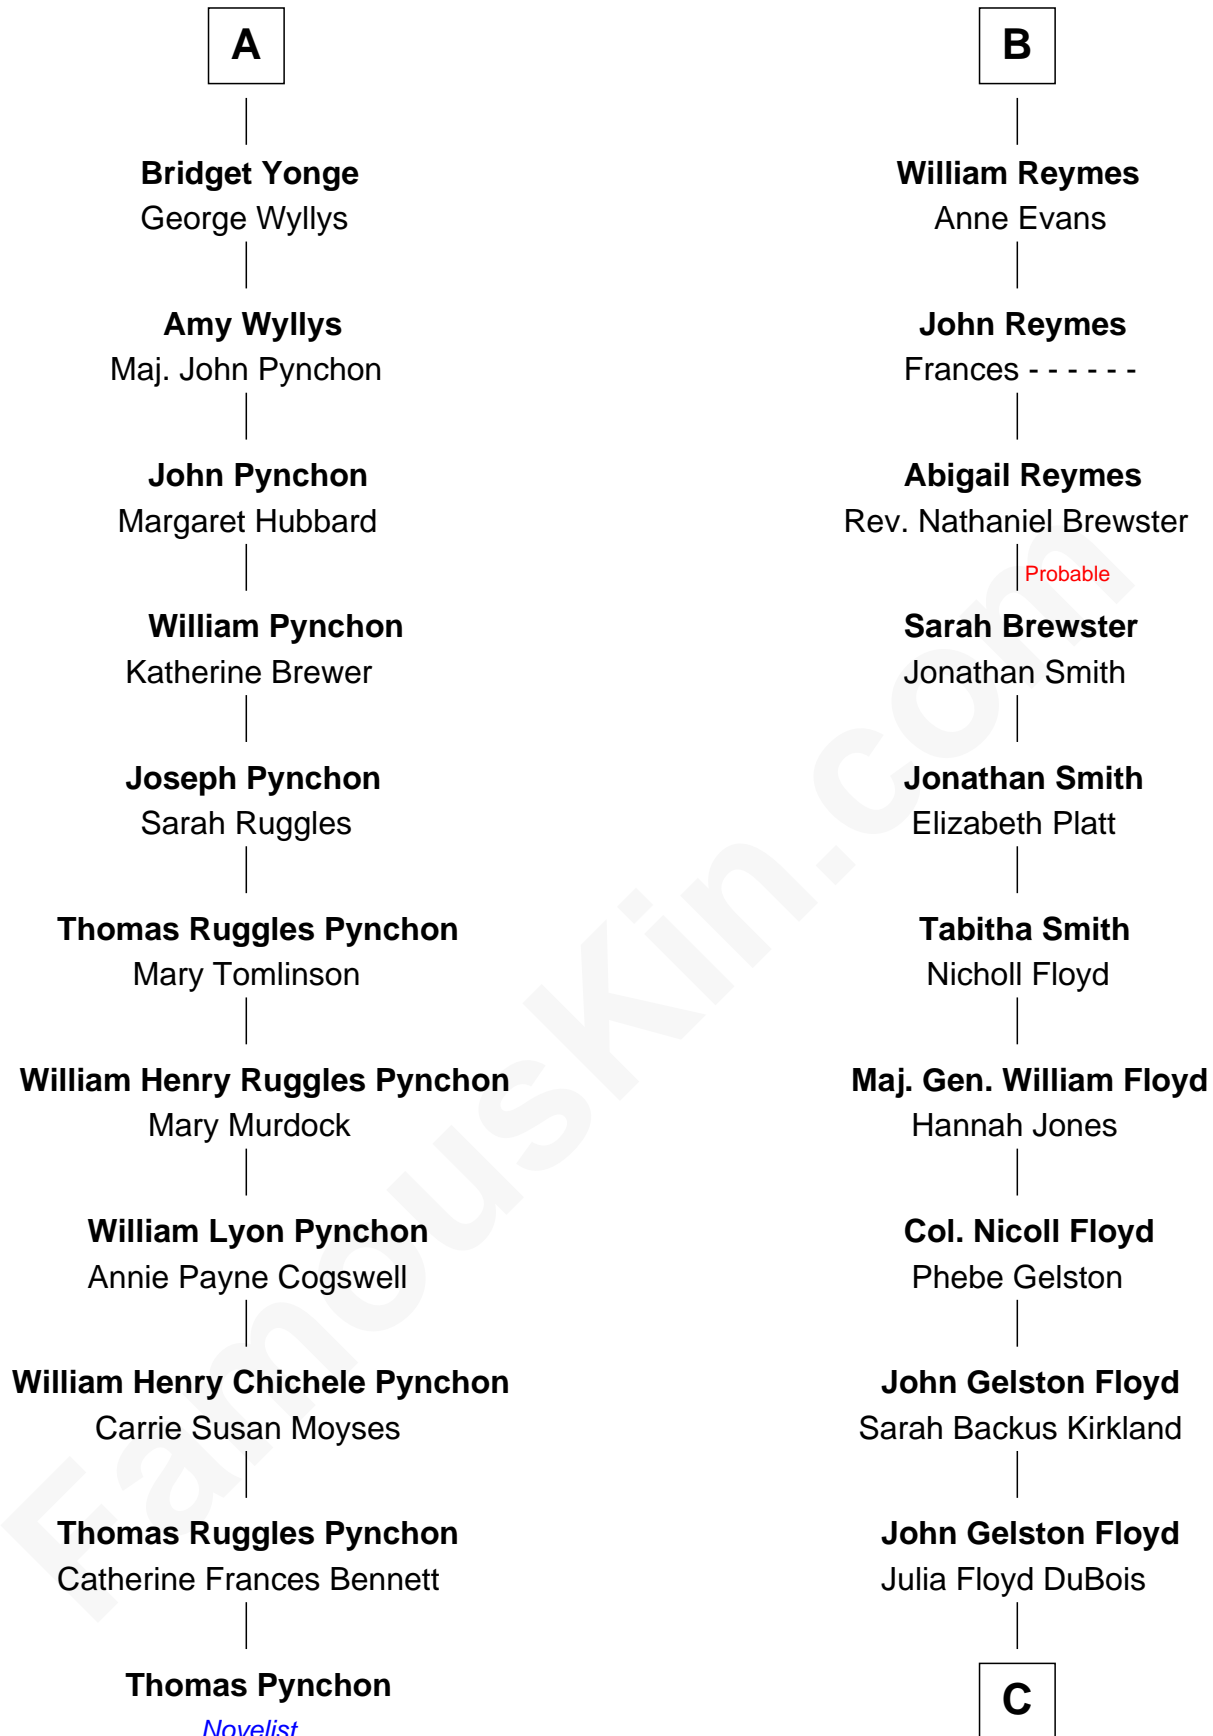 A
Bridget Yonge
George Wyllys
Amy Wyllys
Maj. John Pynchon
John Pynchon
Margaret Hubbard
William Pynchon
Katherine Brewer
Joseph Pynchon
Sarah Ruggles
Thomas Ruggles Pynchon
Mary Tomlinson
William Henry Ruggles Pynchon
Mary Murdock
William Lyon Pynchon
Annie Payne Cogswell
William Henry Chichele Pynchon
Carrie Susan Moyses
Thomas Ruggles Pynchon
Catherine Frances Bennett
Thomas Pynchon
Novelist
B
William Reymes
Anne Evans
John Reymes
Frances - - - - - -
Abigail Reymes
Rev. Nathaniel Brewster
Probable
Sarah Brewster
Jonathan Smith
Jonathan Smith
Elizabeth Platt
Tabitha Smith
Nicholl Floyd
Maj. Gen. William Floyd
Hannah Jones
Col. Nicoll Floyd
Phebe Gelston
John Gelston Floyd
Sarah Backus Kirkland
John Gelston Floyd
Julia Floyd DuBois
C
FamousKin.com